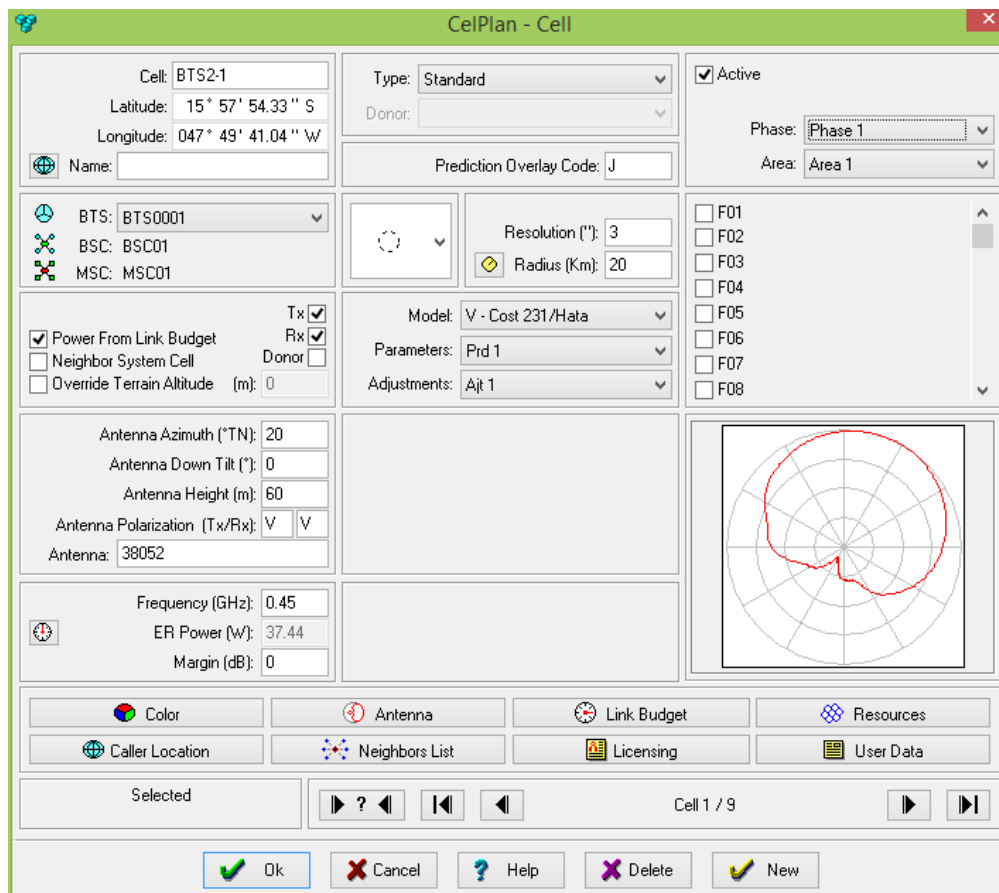 CelPlan - Cell
Cell: BTS2-1
Latitude: 15° 57' 54.33'' S
Longitude: 047° 49' 41.04'' W
Name:
Type: Standard
Donor:
Prediction Overlay Code: J
Active
Phase: Phase 1
Area: Area 1
BTS: BTS0001
BSC: BSC01
MSC: MSC01
Resolution ("): 3
Radius (Km): 20
F01
F02
F03
F04
F05
F06
F07
F08
Tx
Power From Link Budget Rx
Neighbor System Cell Donor
Override Terrain Altitude (m): 0
Model: V - Cost 231/Hata
Parameters: Prd 1
Adjustments: Ajt 1
Antenna Azimuth (°TN): 20
Antenna Down Tilt (°): 0
Antenna Height (m): 60
Antenna Polarization (Tx/Rx): V V
Antenna: 38052
Frequency (GHz): 0.45
ER Power (W): 37.44
Margin (dB): 0
Color Antenna Link Budget Resources
Caller Location Neighbors List Licensing User Data
Selected ? Cell 1 / 9
Ok Cancel ? Help Delete New